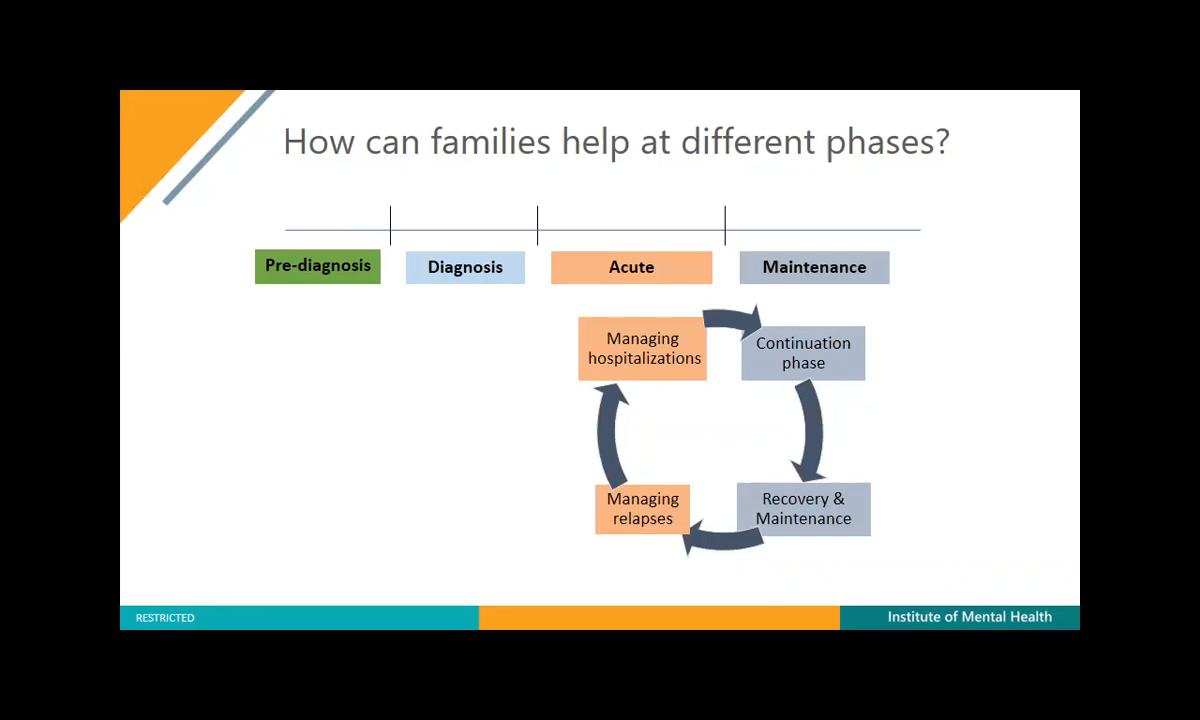 How can families help at different phases?
Pre-diagnosis
Diagnosis
Acute
Maintenance
Managing
hospitalizations
Continuation
phase
Managing
relapses
Recovery &
Maintenance
RESTRICTED
Institute of Mental Health